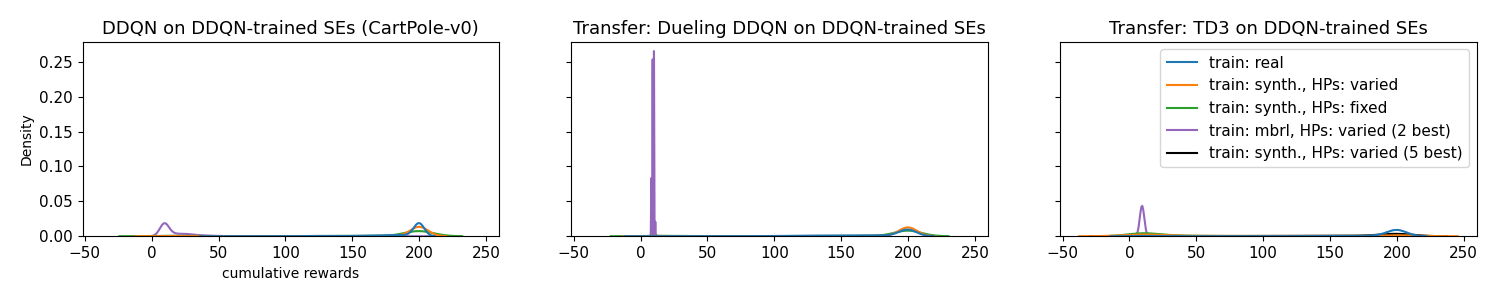 DDQN on DDQN-trained SEs (CartPole-v0)
Density
0.25
0.20
0.15
0.10
0.05
0.00
−50
0
50
100
150
200
250
cumulative rewards
Transfer: Dueling DDQN on DDQN-trained SEs
−50
0
50
100
150
200
250
Transfer: TD3 on DDQN-trained SEs
train: real
train: synth., HPs: varied
train: synth., HPs: fixed
train: mbrl, HPs: varied (2 best)
train: synth., HPs: varied (5 best)
−50
0
50
100
150
200
250